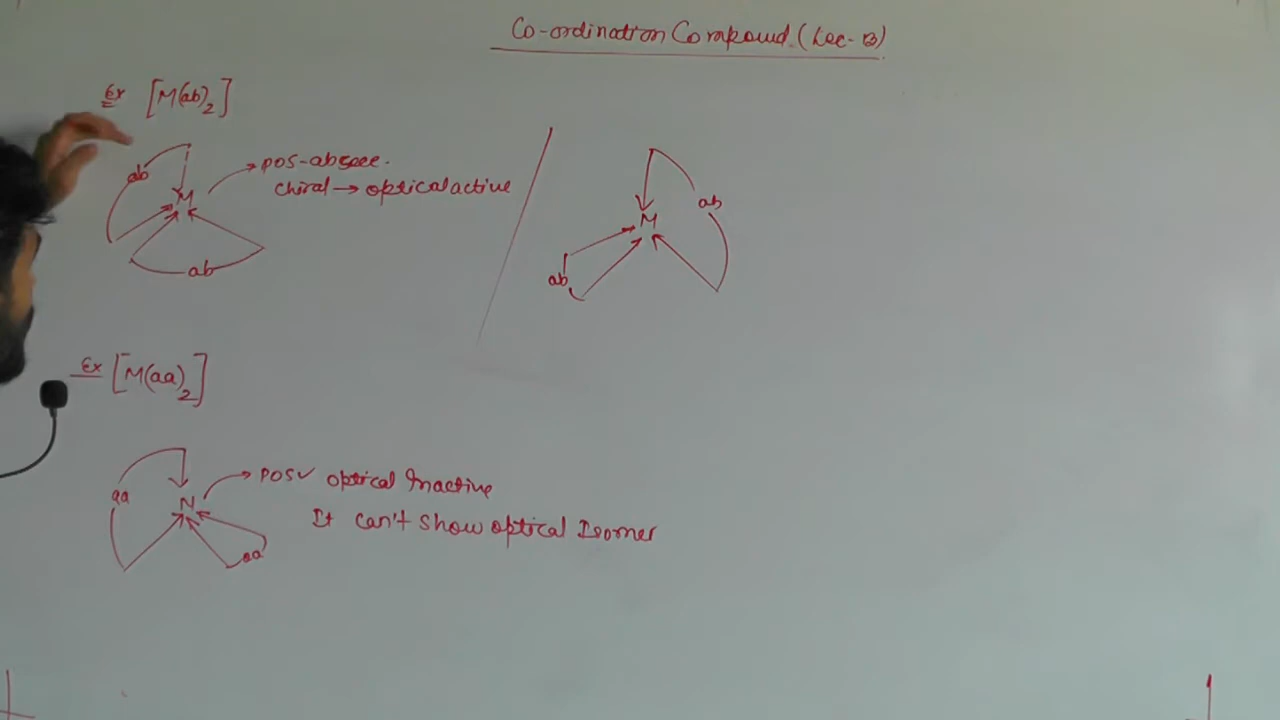 Co-ordination Compound. (Lec-13)
Ex [M(ab)2]
ab
M
ab
POS-absence.
Chiral → optical active
M
ab
ab
Ex [M(aa)2]
aa
M
aa
POS✓ optical Inactive
It can't show optical Isomer